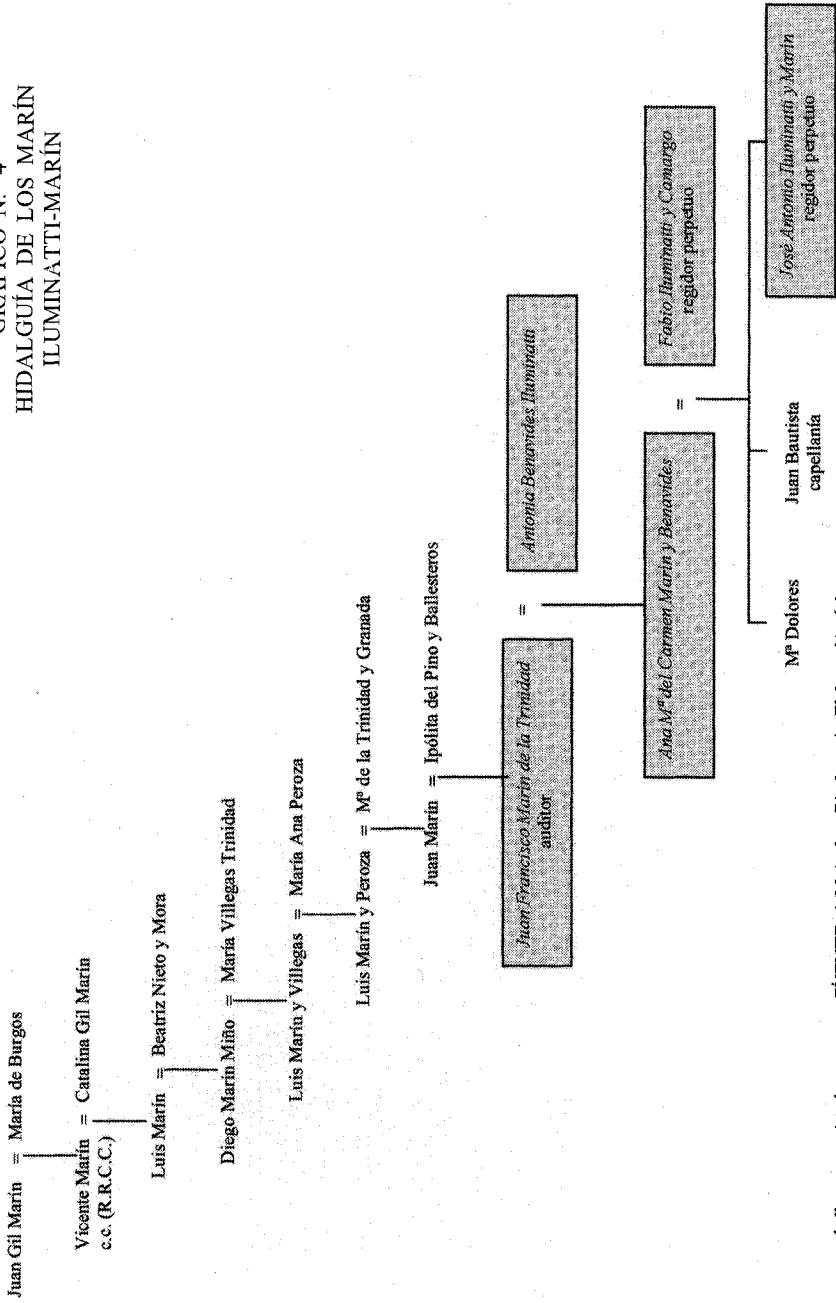 GRÁFICO N.º 4
HIDALGUÍA DE LOS MARÍN
ILUMINATTI-MARÍN
Juan Gil Marín = María de Burgos
Vicente Marín = Catalina Gil Marín
c.c. (R.R.C.C.)
Luis Marín = Beatriz Nieto y Mora
Diego Marín Miño = María Villegas Trinidad
Luis Marín y Villegas = María Ana Peroza
Luis Marín y Peroza = Mª de la Trinidad y Granada
Juan Marín = Ipólita del Pino y Ballesteros
Juan Francisco Marín de la Trinidad = Antonia Benavides Iluminatti
auditor
Ana Mª del Carmen Marín y Benavides = Fabio Iluminatti y Camargo
regidor perpetuo
Mª Dolores
Juan Bautista
capellanía
José Antonio Iluminatti y Marín
regidor perpetuo